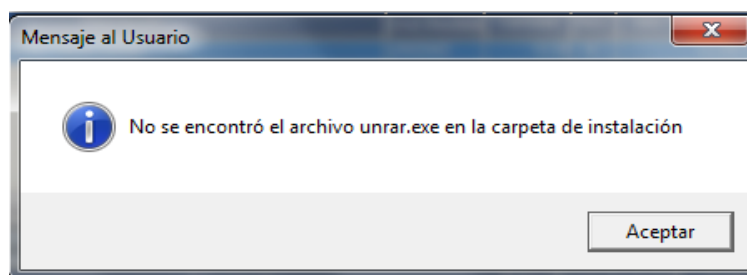 Mensaje al Usuario
No se encontró el archivo unrar.exe en la carpeta de instalación
Aceptar